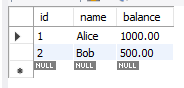 id name balance
1 Alice 1000.00
2 Bob 500.00
NULL NULL NULL